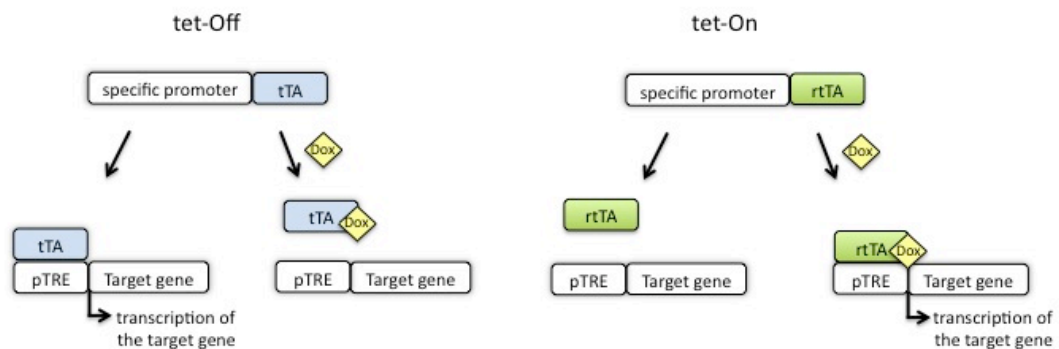 tet-Off
specific promoter tTA
Dox
tTA Dox
tTA
pTRE Target gene
pTRE Target gene
transcription of
the target gene
tet-On
specific promoter rtTA
Dox
rtTA
pTRE Target gene
rtTA Dox
pTRE Target gene
transcription of
the target gene